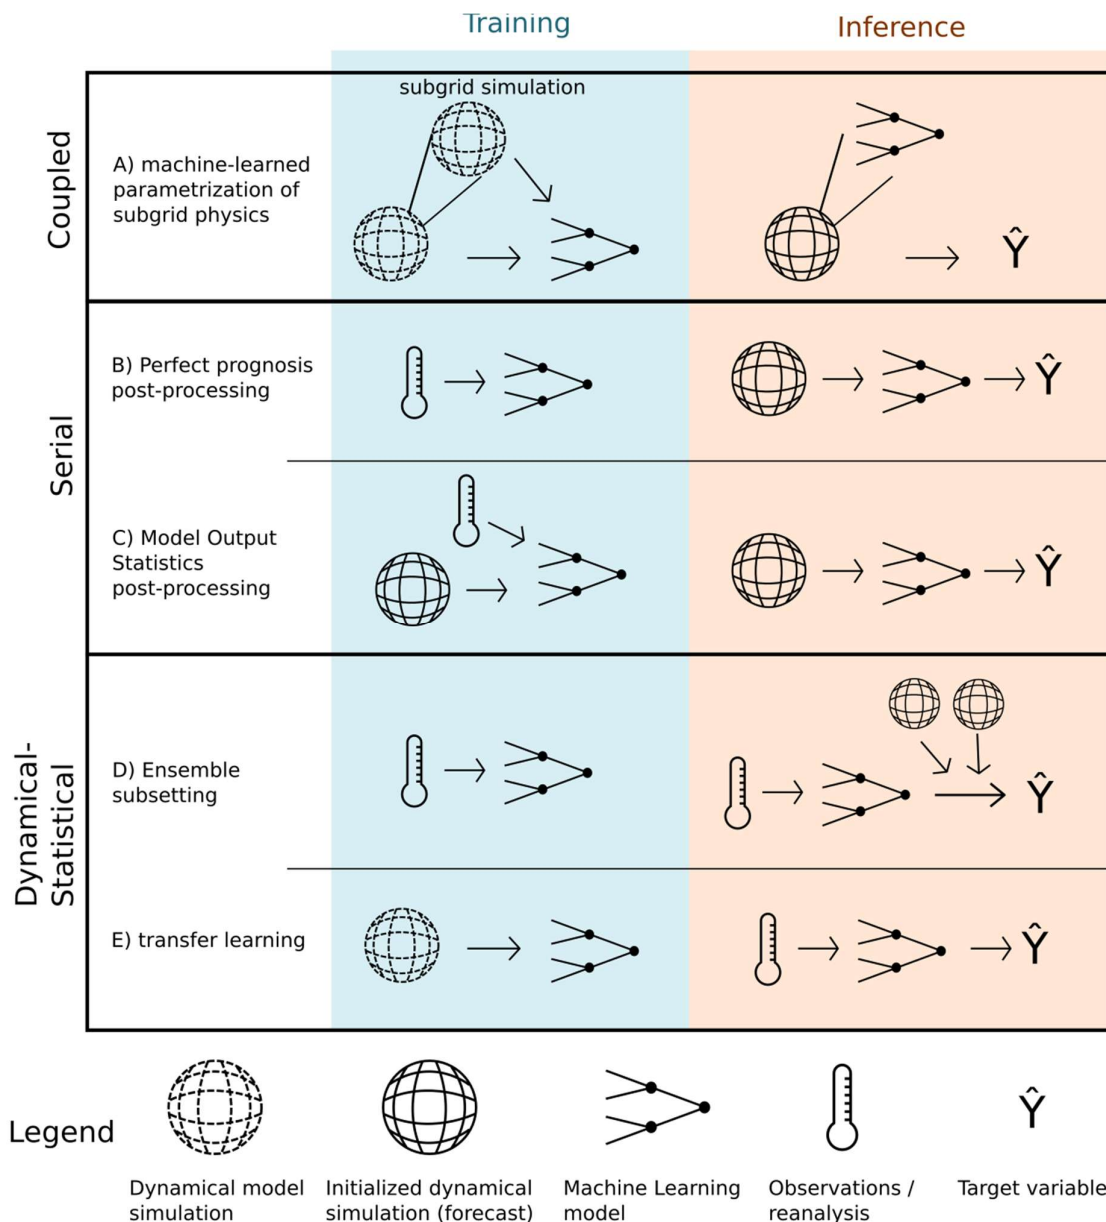 Training
Inference
Coupled
A) machine-learned
parametrization of
subgrid physics
subgrid simulation
Ŷ
Serial
B) Perfect prognosis
post-processing
Ŷ
C) Model Output
Statistics
post-processing
Ŷ
Dynamical-
Statistical
D) Ensemble
subsetting
Ŷ
E) transfer learning
Ŷ
Legend
Ŷ
Dynamical model
simulation
Initialized dynamical
simulation (forecast)
Machine Learning
model
Observations /
reanalysis
Target variable